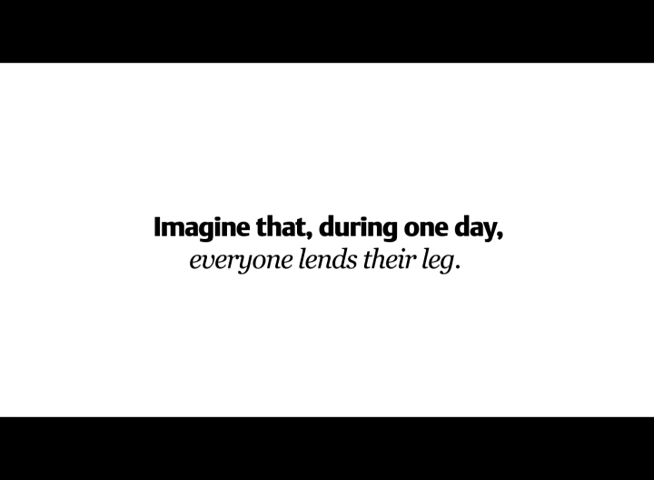 Imagine that, during one day,
everyone lends their leg.